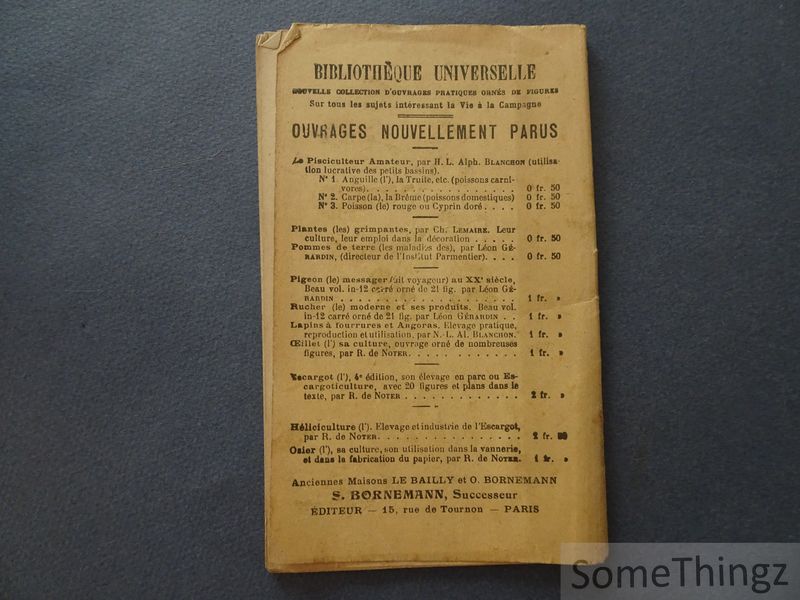 BIBLIOTHÈQUE UNIVERSELLE
NOUVELLE COLLECTION D'OUVRAGES PRATIQUES ORNÉS DE FIGURES
Sur tous les sujets intéressant la Vie à la Campagne
OUVRAGES NOUVELLEMENT PARUS
Le Pisciculteur Amateur, par H. L. Alph. BLANCHON (utilisa-
tion lucrative des petits bassins).
N° 1. Anguille (l'), la Truite, etc. (poissons carni-
vores). . . . . . . . . . . . . . . 0 fr. 50
N° 2. Carpe (la), la Brême (poissons domestiques) 0 fr. 50
N° 3. Poisson (le) rouge ou Cyprin doré. . . . 0 fr. 50
Plantes (les) grimpantes, par Ch. LEMAIRE. Leur
culture, leur emploi dans la décoration . . . . . 0 fr. 50
Pommes de terre (les maladies des), par Léon GÉ-
RARDIN, (directeur de l'Institut Parmentier). . . . 0 fr. 50
Pigeon (le) messager (dit voyageur) au XXe siècle,
Beau vol. in-12 carré orné de 21 fig. par Léon GÉ-
RARDIN . . . . . . . . . . . . . . . . 1 fr. »
Rucher (le) moderne et ses produits. Beau vol.
in-12 carré orné de 21 fig. par Léon GÉRARDIN . . 1 fr. »
Lapins à fourrures et Angoras. Elevage pratique,
reproduction et utilisation, par N.-L. Al. BLANCHON. 1 fr. »
Œillet (l') sa culture, ouvrage orné de nombreuses
figures, par R. de NOTER. . . . . . . . . . . 1 fr. »
Escargot (l'), 4e édition, son élevage en parc ou Es-
cargoticulture, avec 20 figures et plans dans le
texte, par R. de NOTER . . . . . . . . . . . . 2 fr. »
Héliciculture (l'). Elevage et industrie de l'Escargot,
par R. de NOTER. . . . . . . . . . . . . . . 2 fr.
Osier (l'), sa culture, son utilisation dans la vannerie,
et dans la fabrication du papier, par R. de NOTER. 1 fr. »
Anciennes Maisons LE BAILLY et O. BORNEMANN
S. BORNEMANN, Successeur
ÉDITEUR — 15, rue de Tournon — PARIS
SomeThingz